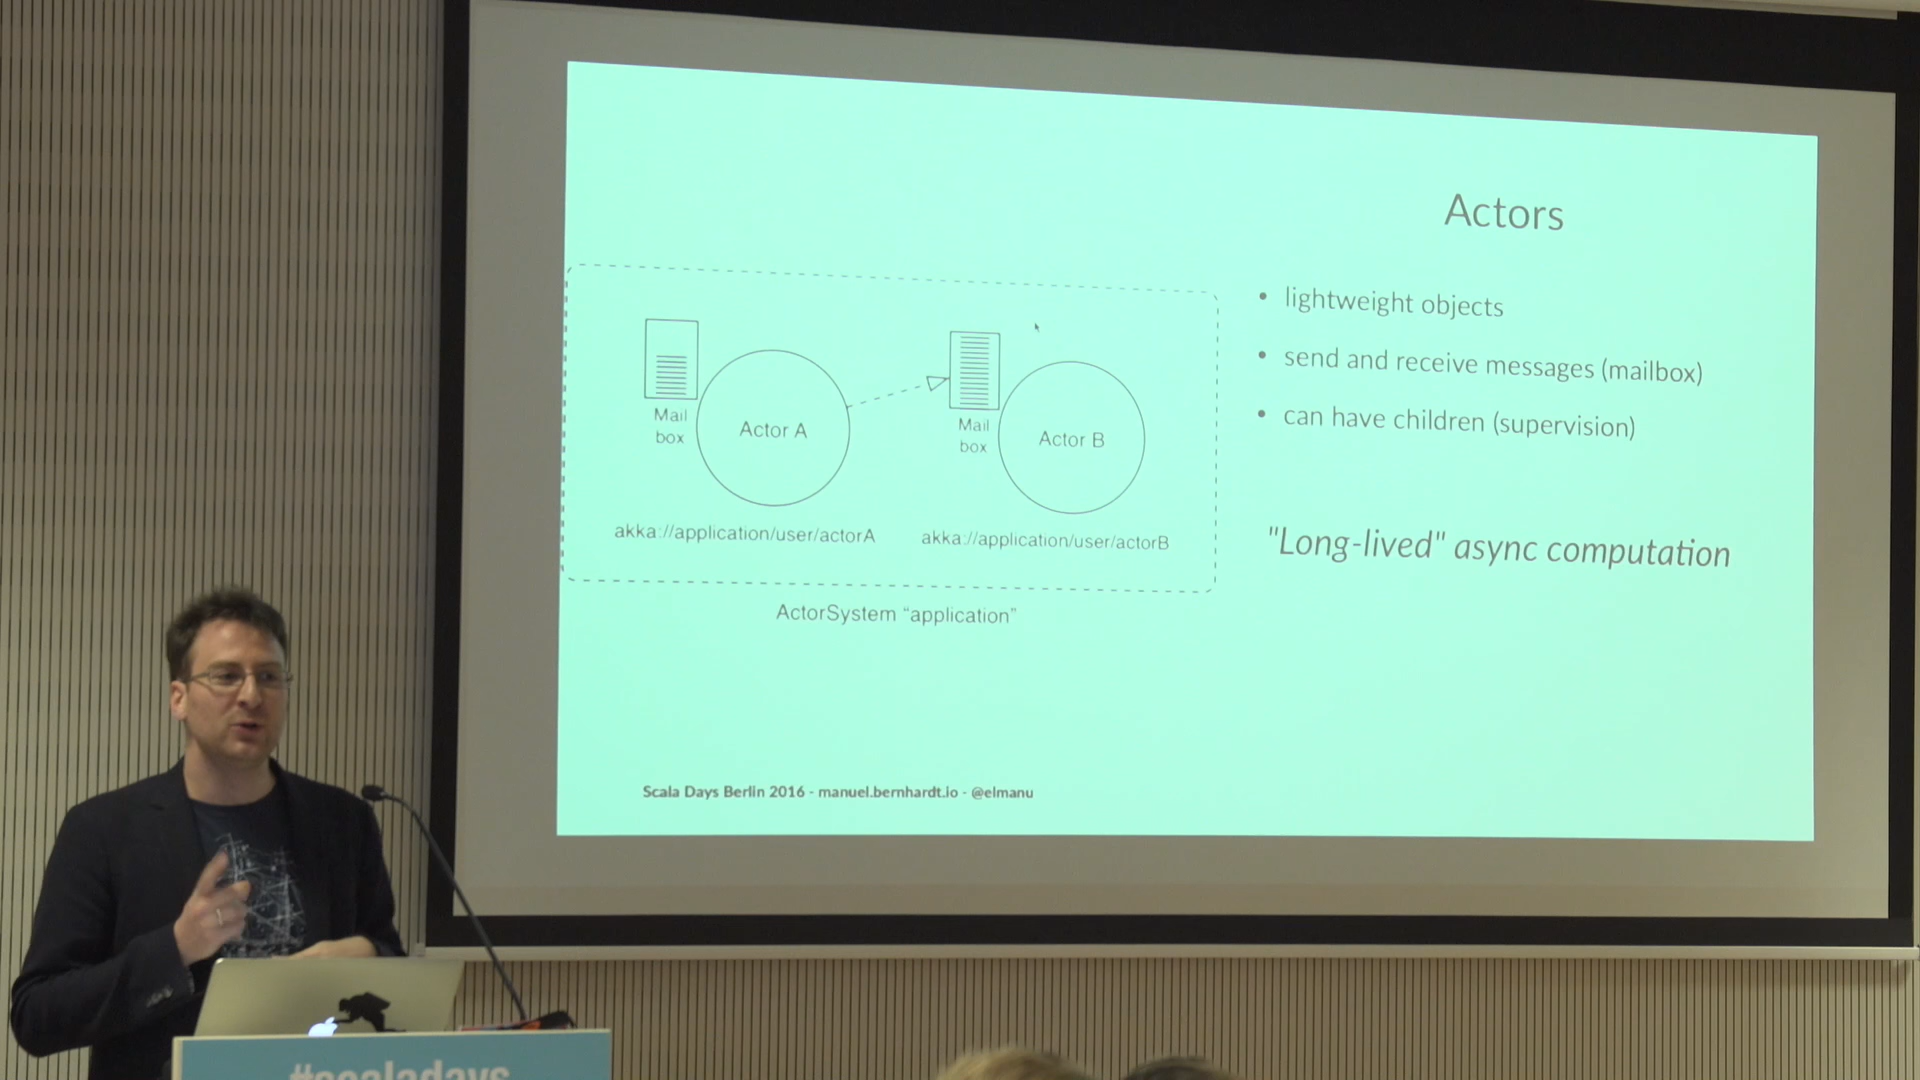 Actors
• lightweight objects
• send and receive messages (mailbox)
• can have children (supervision)
"Long-lived" async computation
Mail
box
Actor A
Mail
box
Actor B
akka://application/user/actorA
akka://application/user/actorB
ActorSystem “application”
Scala Days Berlin 2016 - manuel.bernhardt.io - @elmanu
#scaladays